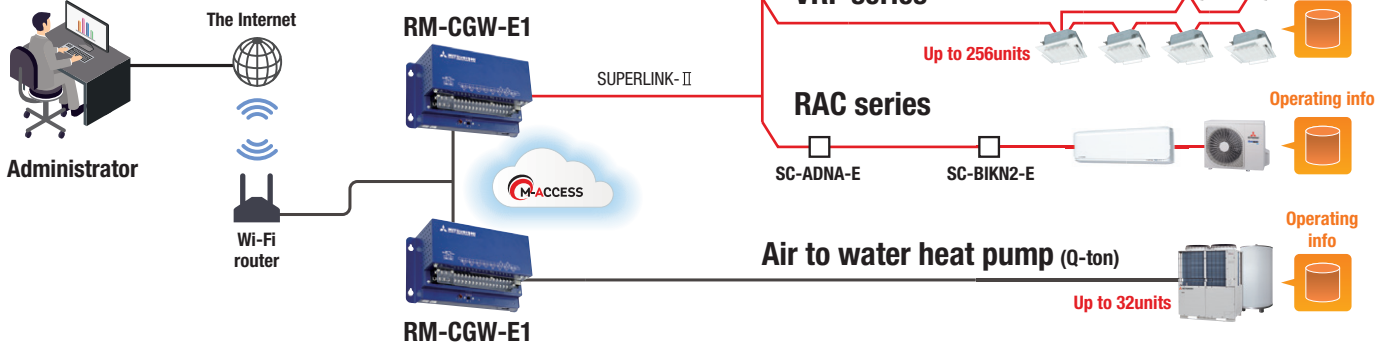 VRF series
The Internet
RM-CGW-E1
Up to 256units
SUPERLINK-Ⅱ
RAC series
Operating info
Administrator
SC-ADNA-E
SC-BIKN2-E
M-ACCESS
Wi-Fi
router
Air to water heat pump (Q-ton)
Operating
info
Up to 32units
RM-CGW-E1